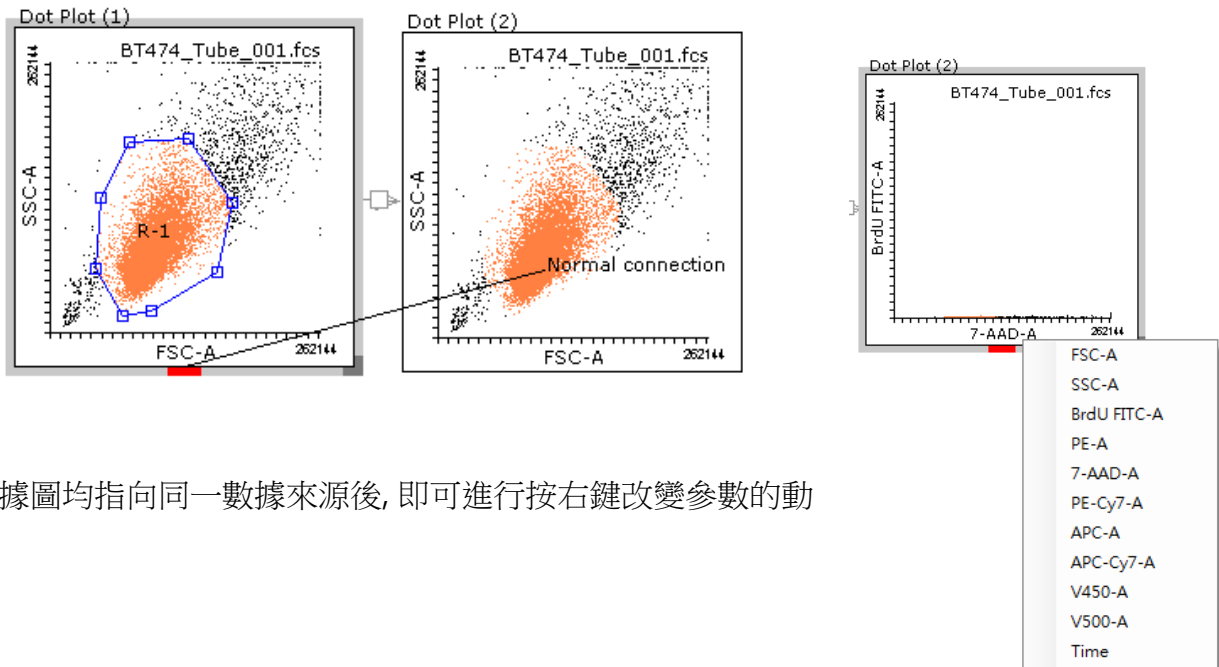 Dot Plot (1)
BT474_Tube_001.fcs
262144
SSC-A
R-1
FSC-A
262144
Dot Plot (2)
BT474_Tube_001.fcs
262144
SSC-A
Normal connection
FSC-A
262144
Dot Plot (2)
BT474_Tube_001.fcs
262144
BrdU FITC-A
7-AAD-A
262144
FSC-A
SSC-A
BrdU FITC-A
PE-A
7-AAD-A
PE-Cy7-A
APC-A
APC-Cy7-A
V450-A
V500-A
Time
據圖均指向同一數據來源後, 即可進行按右鍵改變參數的動